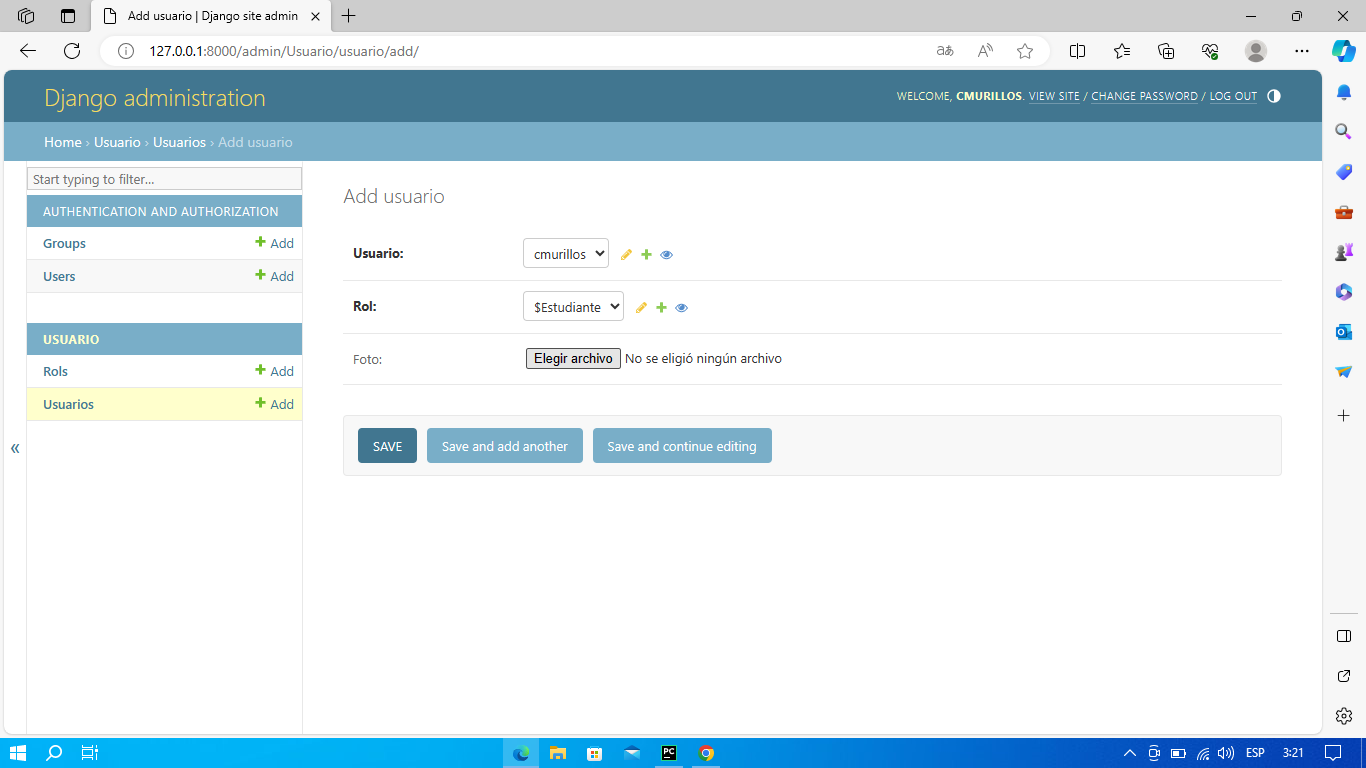 Add usuario | Django site admin
127.0.0.1:8000/admin/Usuario/usuario/add/
Django administration
WELCOME, CMURILLOS. VIEW SITE / CHANGE PASSWORD / LOG OUT
Home › Usuario › Usuarios › Add usuario
Start typing to filter...
AUTHENTICATION AND AUTHORIZATION
Groups + Add
Users + Add
USUARIO
Rols + Add
Usuarios + Add
«
Add usuario
Usuario: cmurillos
Rol: $Estudiante
Foto: Elegir archivo No se eligió ningún archivo
SAVE Save and add another Save and continue editing
ESP 3:21